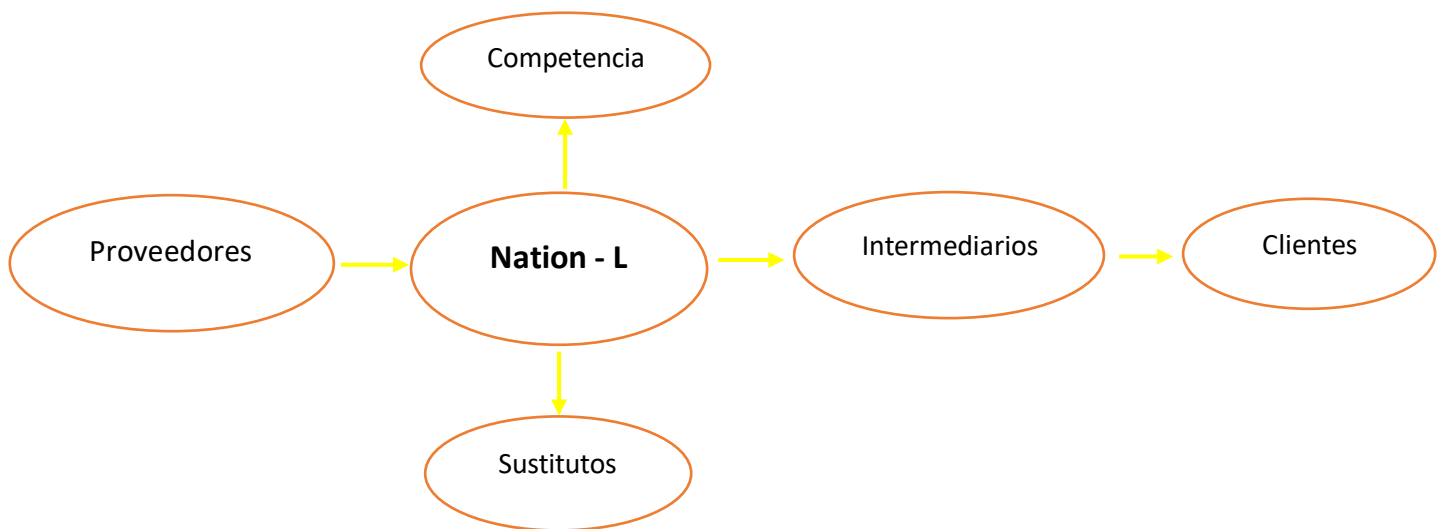 Competencia
Proveedores
Nation - L
Intermediarios
Clientes
Sustitutos